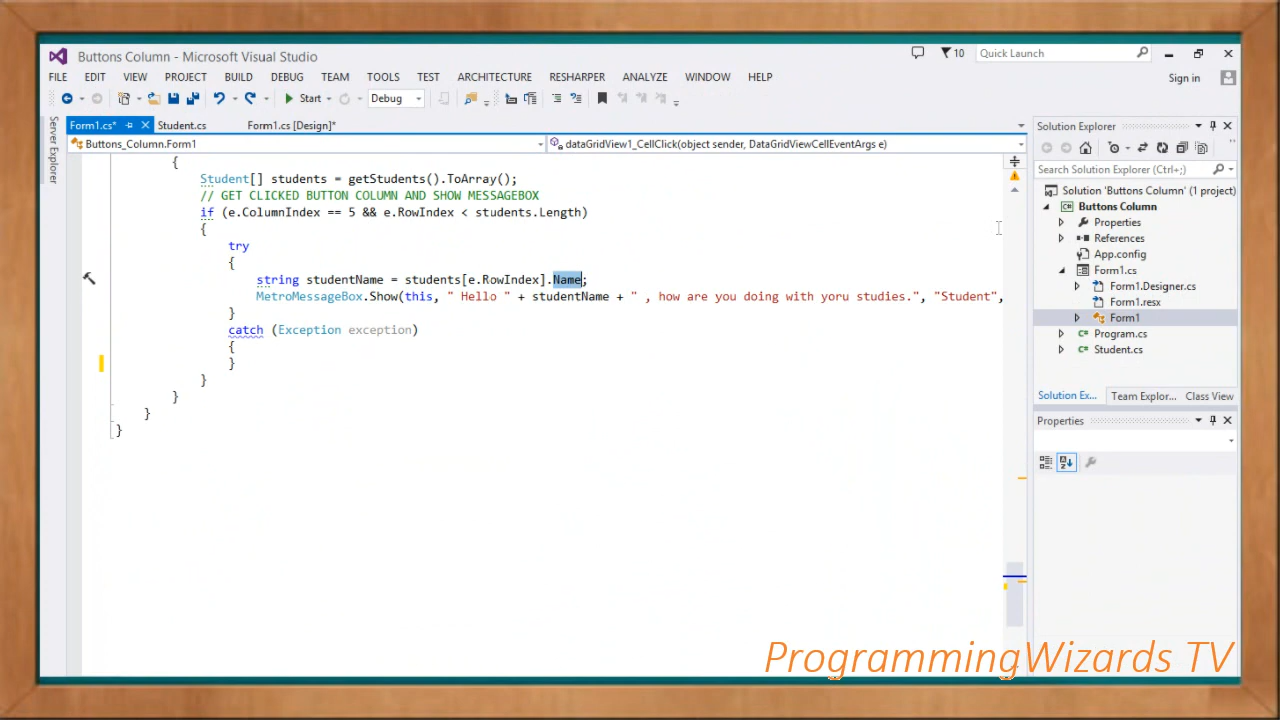 Buttons Column - Microsoft Visual Studio
10
Quick Launch
FILE EDIT VIEW PROJECT BUILD DEBUG TEAM TOOLS TEST ARCHITECTURE RESHARPER ANALYZE WINDOW HELP
Sign in
Start
Debug
Server Explorer
Form1.cs*
Student.cs
Form1.cs [Design]*
Buttons_Column.Form1
dataGridView1_CellClick(object sender, DataGridViewCellEventArgs e)
{
Student[] students = getStudents().ToArray();
// GET CLICKED BUTTON COLUMN AND SHOW MESSAGEBOX
if (e.ColumnIndex == 5 && e.RowIndex < students.Length)
{
try
{
string studentName = students[e.RowIndex].Name;
MetroMessageBox.Show(this, " Hello " + studentName + " , how are you doing with yoru studies.", "Student",
}
catch (Exception exception)
{
}
}
}
}
}
Solution Explorer
Search Solution Explorer (Ctrl+;)
Solution 'Buttons Column' (1 project)
Buttons Column
Properties
References
App.config
Form1.cs
Form1.Designer.cs
Form1.resx
Form1
Program.cs
Student.cs
Solution Ex... Team Explor... Class View
Properties
ProgrammingWizards TV